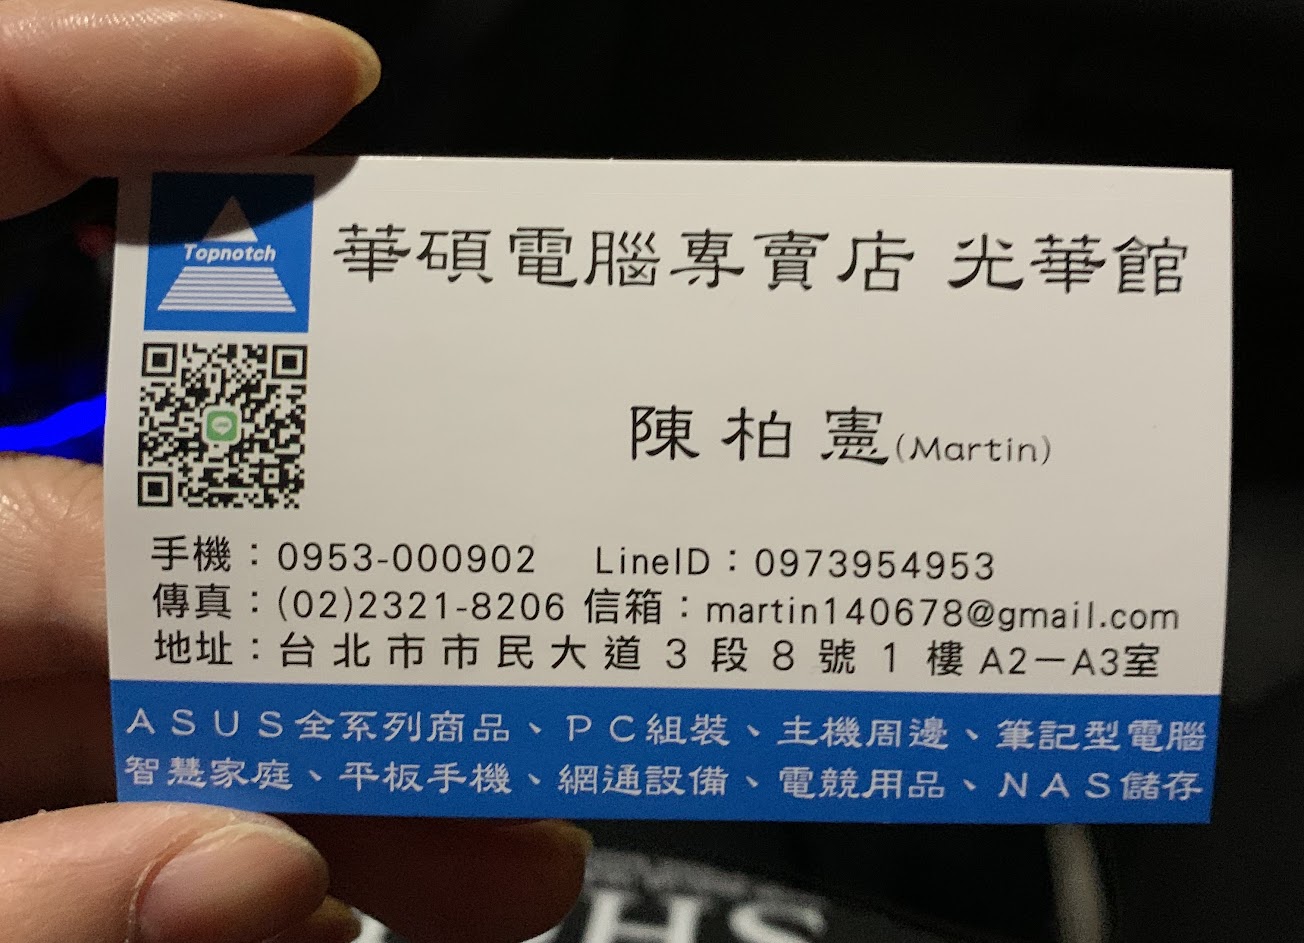 Topnotch
華碩電腦專賣店 光華館
陳柏憲(Martin)
手機：0953-000902 LineID：0973954953
傳真：(02)2321-8206 信箱：martin140678@gmail.com
地址：台北市市民大道3段8號1樓A2－A3室
ASUS全系列商品、PC組裝、主機周邊、筆記型電腦
智慧家庭、平板手機、網通設備、電競用品、NAS儲存